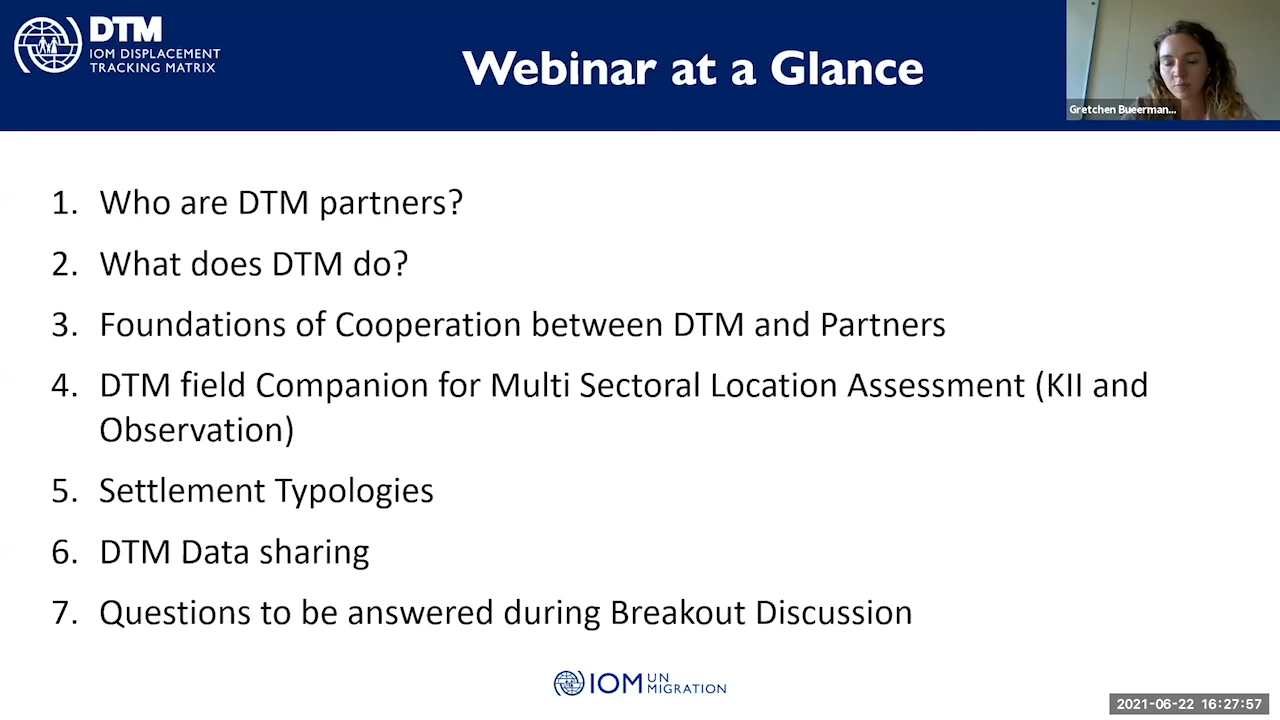 DTM
IOM DISPLACEMENT
TRACKING MATRIX
Webinar at a Glance
Gretchen Bueerman...
1. Who are DTM partners?
2. What does DTM do?
3. Foundations of Cooperation between DTM and Partners
4. DTM field Companion for Multi Sectoral Location Assessment (KII and
Observation)
5. Settlement Typologies
6. DTM Data sharing
7. Questions to be answered during Breakout Discussion
IOM UN
MIGRATION
2021-06-22 16:27:57